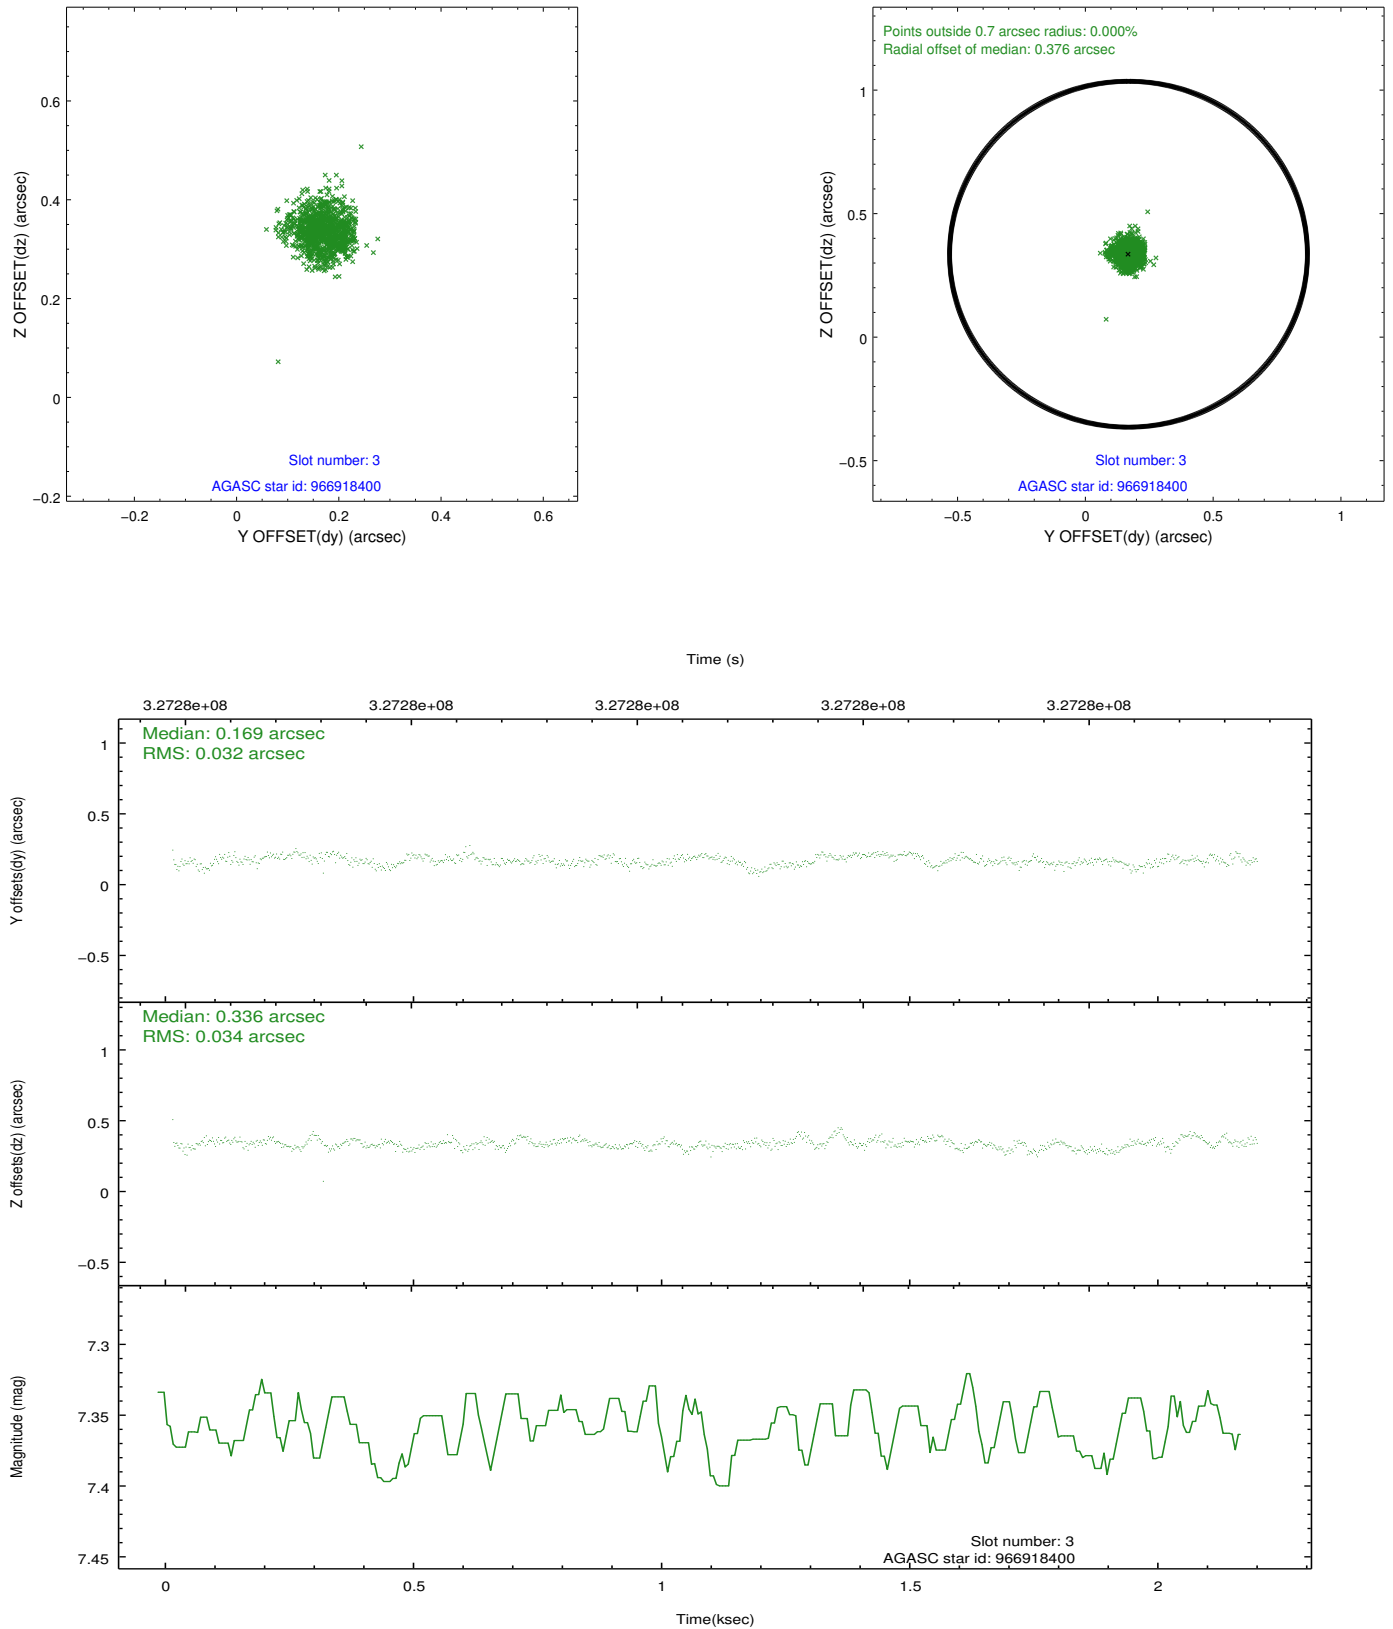 0.6
0.4
0.2
0
−0.2
Z OFFSET(dz) (arcsec)
Slot number: 3
AGASC star id: 966918400
−0.2 0 0.2 0.4 0.6
Y OFFSET(dy) (arcsec)
Points outside 0.7 arcsec radius: 0.000%
Radial offset of median: 0.376 arcsec
1
0.5
0
−0.5
Z OFFSET(dz) (arcsec)
Slot number: 3
AGASC star id: 966918400
−0.5 0 0.5 1
Y OFFSET(dy) (arcsec)
Time (s)
3.2728e+08 3.2728e+08 3.2728e+08 3.2728e+08 3.2728e+08
Median: 0.169 arcsec
RMS: 0.032 arcsec
1
0.5
0
−0.5
Y offsets(dy) (arcsec)
Median: 0.336 arcsec
RMS: 0.034 arcsec
1
0.5
0
−0.5
Z offsets(dz) (arcsec)
7.3
7.35
7.4
7.45
Magnitude (mag)
Slot number: 3
AGASC star id: 966918400
0 0.5 1 1.5 2
Time(ksec)